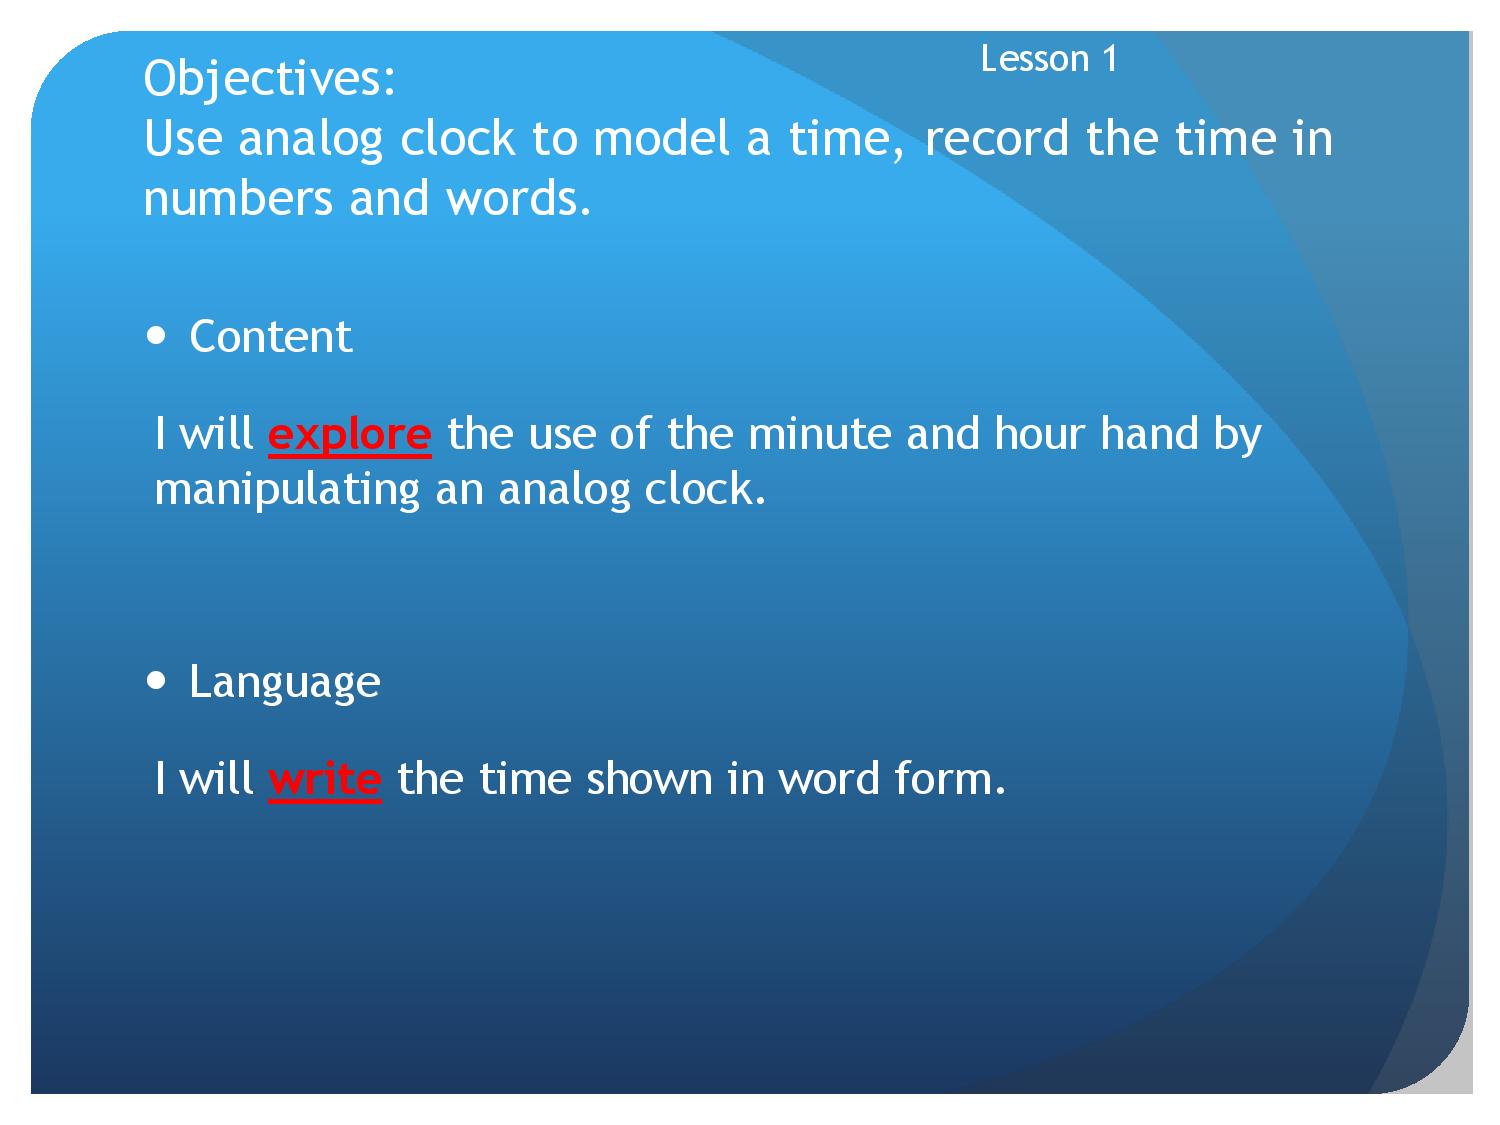 Lesson 1
Objectives:
Use analog clock to model a time, record the time in
numbers and words.
• Content
I will explore the use of the minute and hour hand by
manipulating an analog clock.
• Language
I will write the time shown in word form.